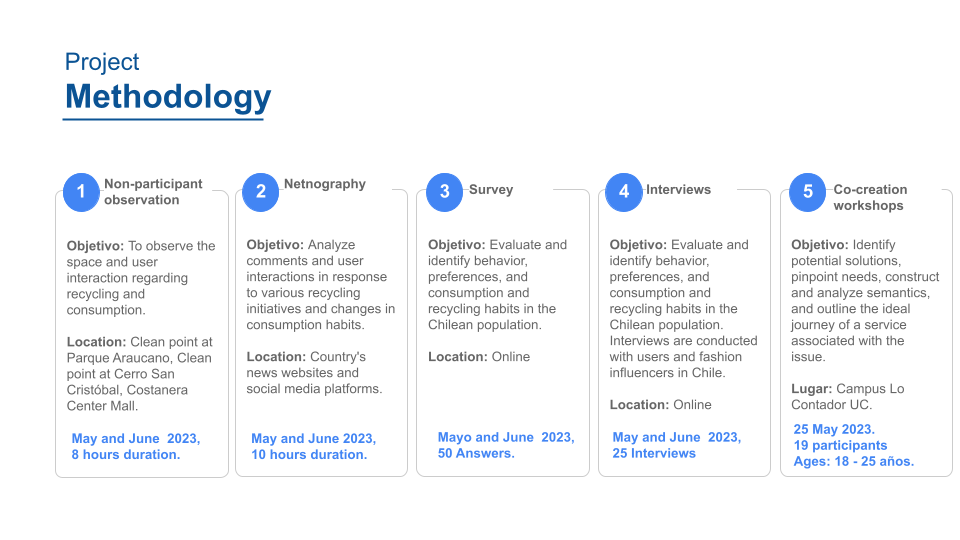 Project
Methodology
1
Non-participant
observation
Objetivo: To observe the
space and user
interaction regarding
recycling and
consumption.
Location: Clean point at
Parque Araucano, Clean
point at Cerro San
Cristóbal, Costanera
Center Mall.
May and June  2023,
8 hours duration.
2
Netnography
Objetivo: Analyze
comments and user
interactions in response
to various recycling
initiatives and changes in
consumption habits.
Location: Country's
news websites and
social media platforms.
May and June  2023,
10 hours duration.
3
Survey
Objetivo: Evaluate and
identify behavior,
preferences, and
consumption and
recycling habits in the
Chilean population.
Location: Online
Mayo and June  2023,
50 Answers.
4
Interviews
Objetivo: Evaluate and
identify behavior,
preferences, and
consumption and
recycling habits in the
Chilean population.
Interviews are conducted
with users and fashion
influencers in Chile.
Location: Online
May and June  2023,
25 Interviews
5
Co-creation
workshops
Objetivo: Identify
potential solutions,
pinpoint needs, construct
and analyze semantics,
and outline the ideal
journey of a service
associated with the
issue.
Lugar: Campus Lo
Contador UC.
25 May 2023.
19 participants
Ages: 18 - 25 años.